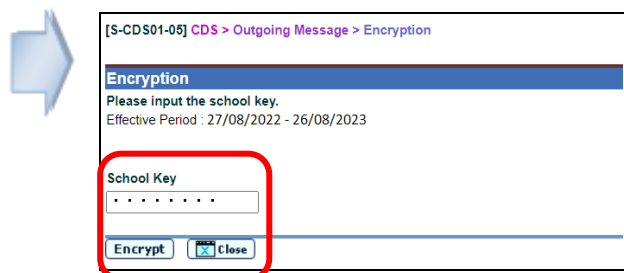 [S-CDS01-05] CDS > Outgoing Message > Encryption
Encryption
Please input the school key.
Effective Period : 27/08/2022 - 26/08/2023
School Key
Encrypt Close